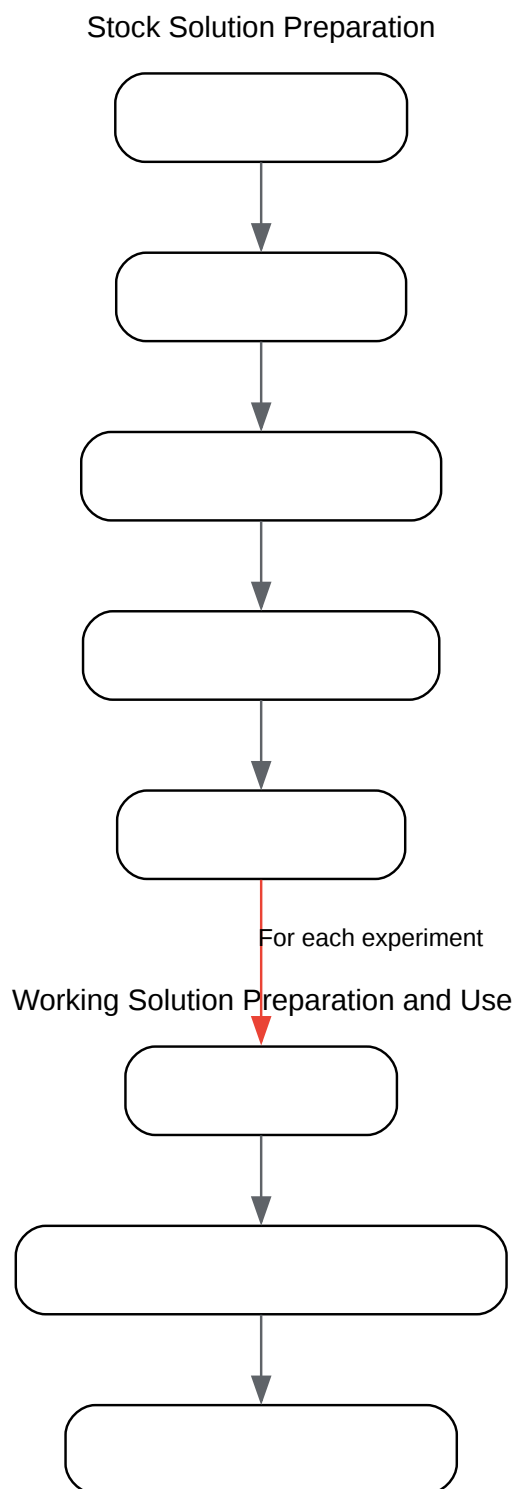 Stock Solution Preparation
For each experiment
Working Solution Preparation and Use